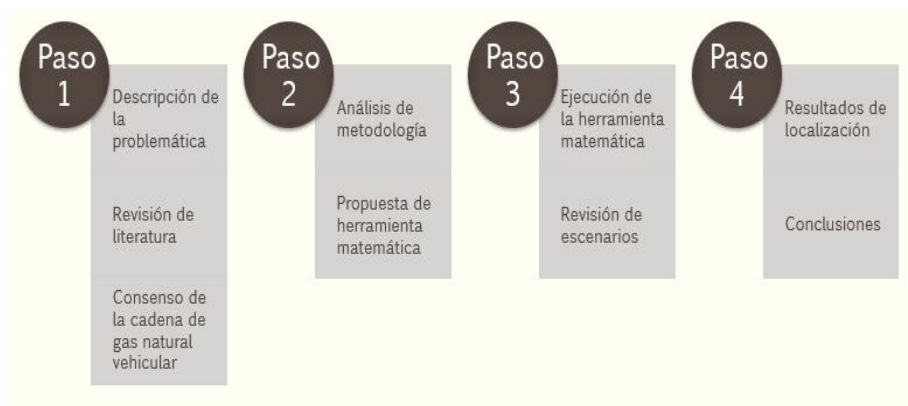 Paso
1
Descripción de
la
problemática
Revisión de
literatura
Consenso de
la cadena de
gas natural
vehicular
Paso
2
Análisis de
metodología
Propuesta de
herramienta
matemática
Paso
3
Ejecución de
la herramienta
matemática
Revisión de
escenarios
Paso
4
Resultados de
localización
Conclusiones